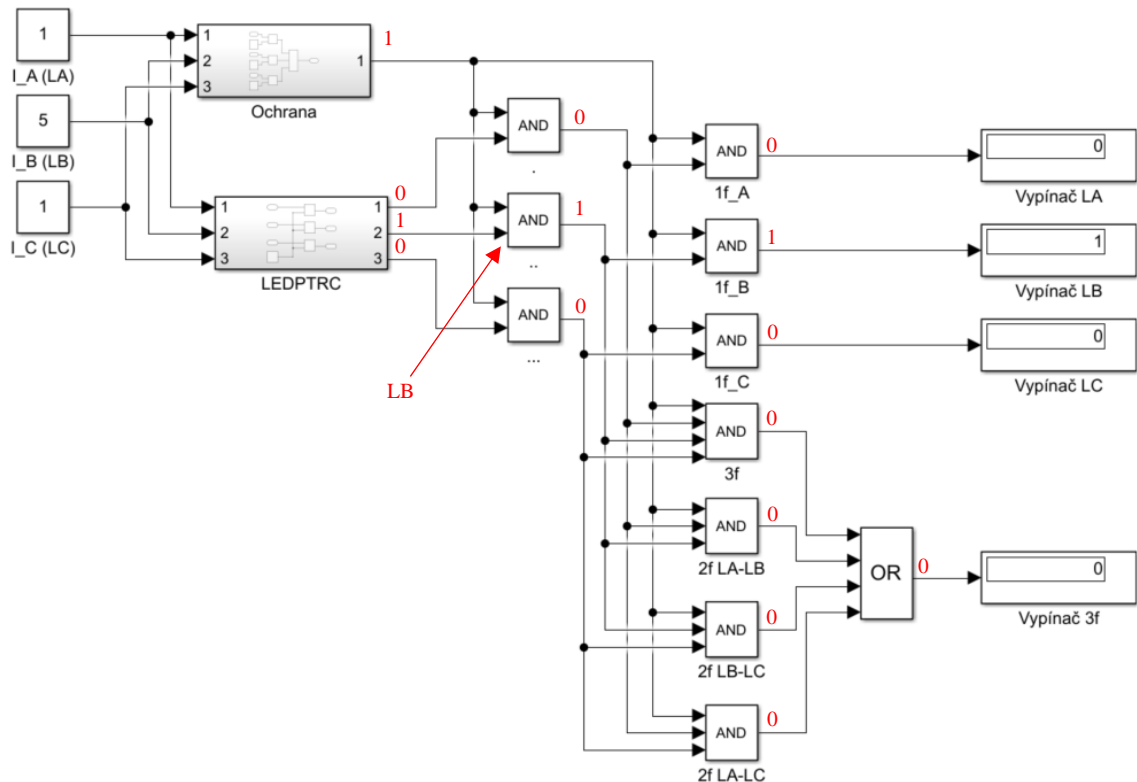 1
I_A (LA)
5
I_B (LB)
1
I_C (LC)
1
2
3
1
Ochrana
1
1
2
3
1
2
3
LEDPTRC
0
1
0
AND
0
.
AND
1
..
AND
0
...
LB
AND
0
1f_A
AND
1
1f_B
AND
0
1f_C
AND
0
3f
AND
0
2f LA-LB
AND
0
2f LB-LC
AND
0
2f LA-LC
OR
0
0
Vypínač LA
1
Vypínač LB
0
Vypínač LC
0
Vypínač 3f